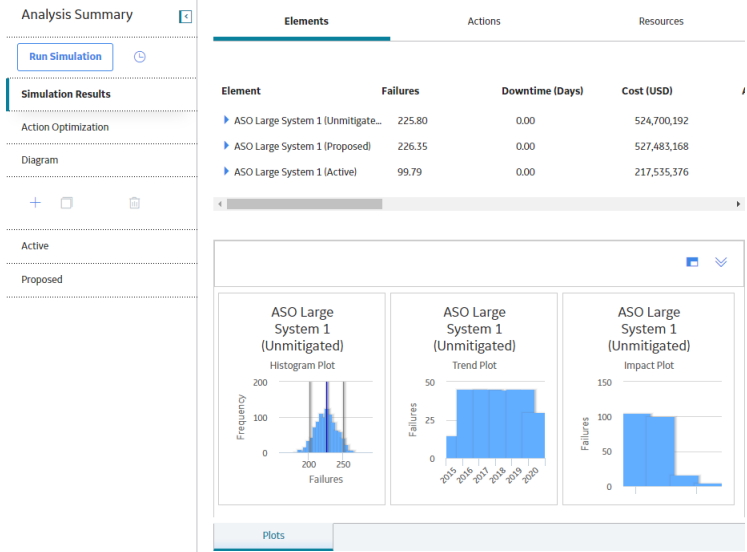 Analysis Summary
Run Simulation
Simulation Results
Action Optimization
Diagram
Active
Proposed
Elements Actions Resources
Element Failures Downtime (Days) Cost (USD) A
ASO Large System 1 (Unmitigate... 225.80 0.00 524,700,192
ASO Large System 1 (Proposed) 226.35 0.00 527,483,168
ASO Large System 1 (Active) 99.79 0.00 217,535,376
ASO Large
System 1
(Unmitigated)
Histogram Plot
200
100
0
Frequency
200 250
Failures
ASO Large
System 1
(Unmitigated)
Trend Plot
50
25
0
Failures
2015 2016 2017 2018 2019 2020
ASO Large
System 1
(Unmitigated)
Impact Plot
150
100
50
0
Failures
Plots